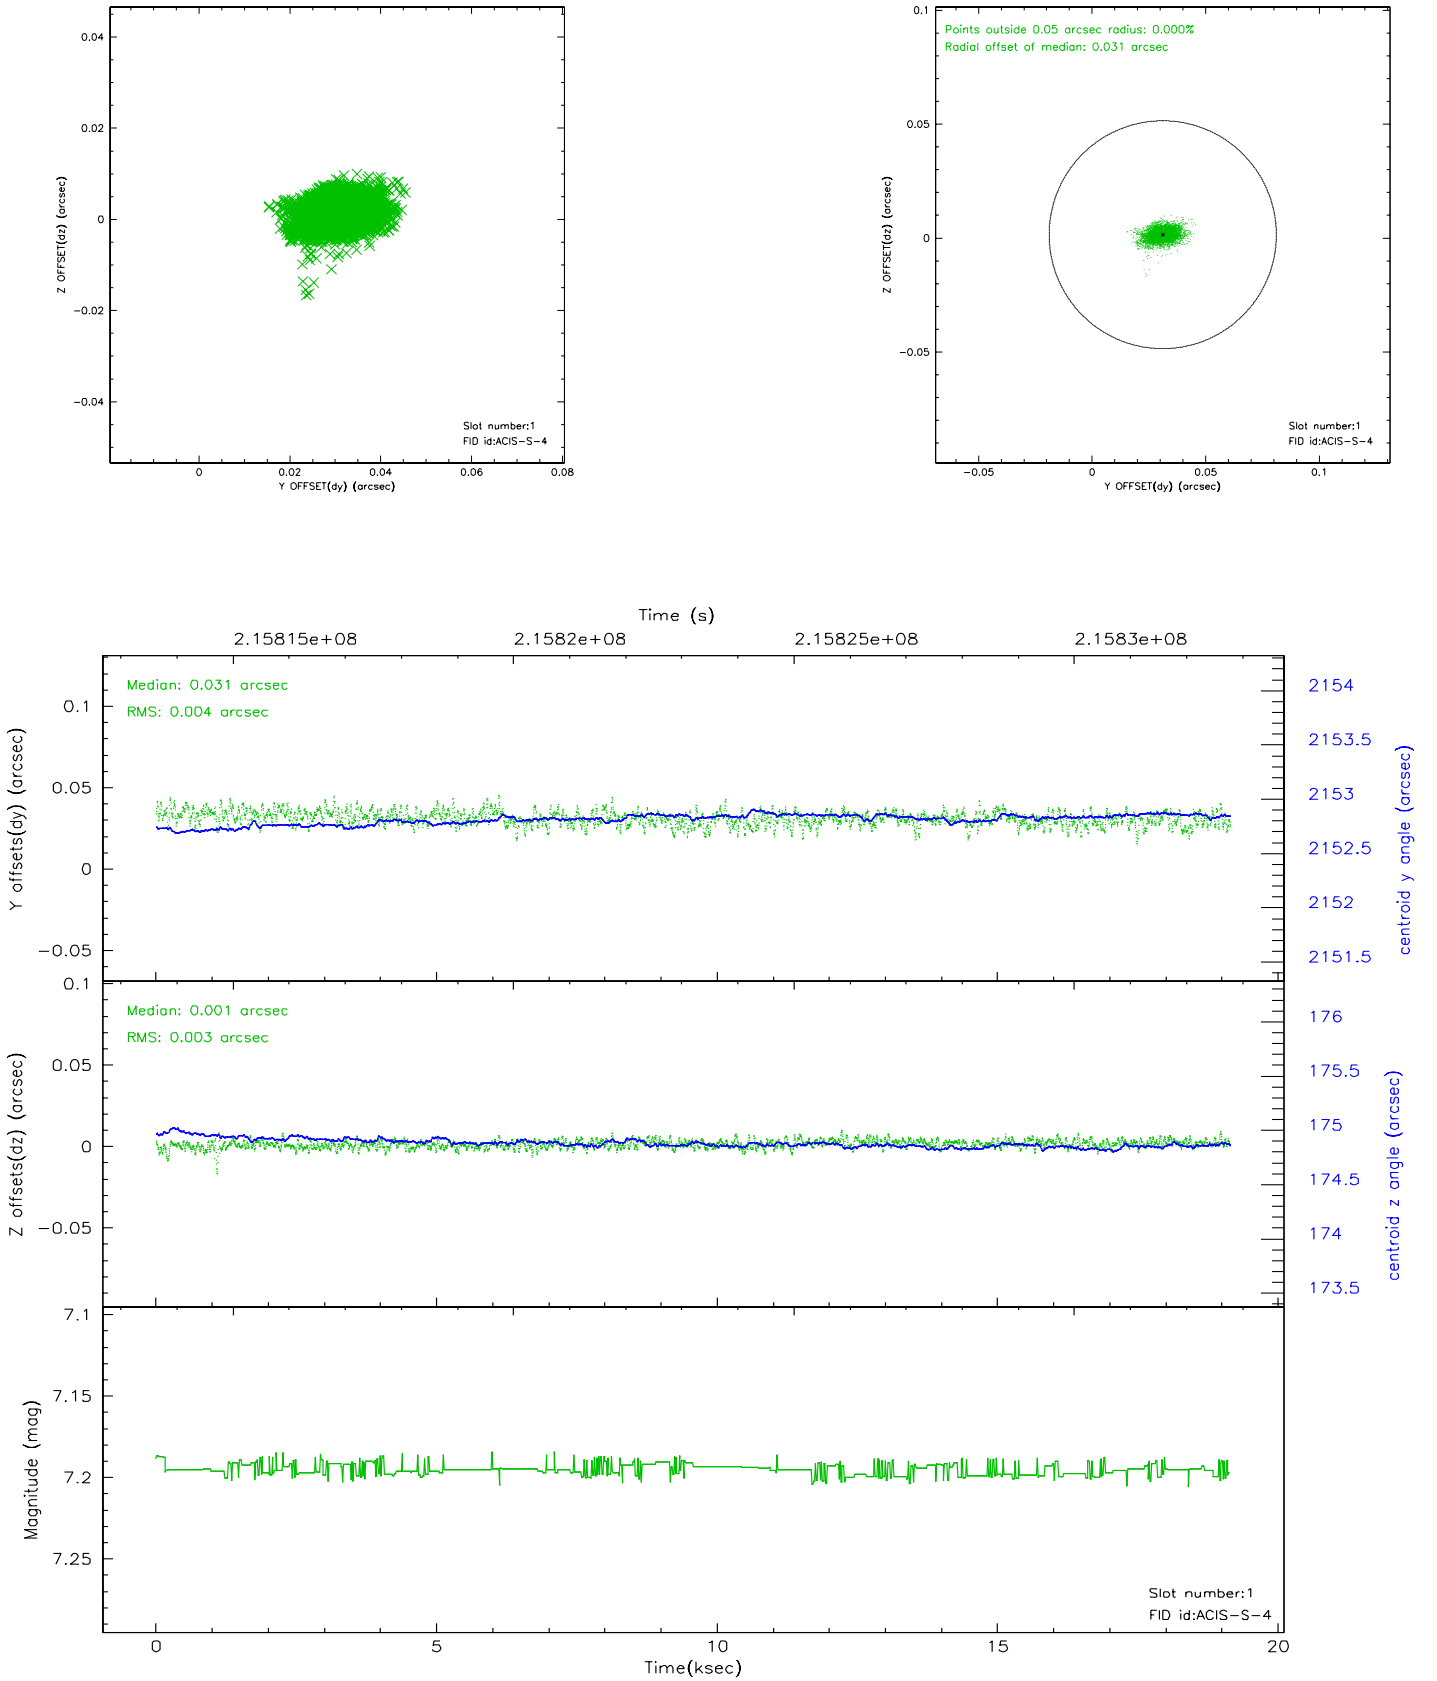 0.04
0.02
0
−0.02
−0.04
Z OFFSET(dz) (arcsec)
Slot number:1
FID id:ACIS−S−4
0 0.02 0.04 0.06 0.08
Y OFFSET(dy) (arcsec)
0.1
0.05
0
−0.05
Z OFFSET(dz) (arcsec)
Points outside 0.05 arcsec radius: 0.000%
Radial offset of median: 0.031 arcsec
Slot number:1
FID id:ACIS−S−4
−0.05 0 0.05 0.1
Y OFFSET(dy) (arcsec)
Time (s)
2.15815e+08 2.1582e+08 2.15825e+08 2.1583e+08
Median: 0.031 arcsec
RMS: 0.004 arcsec
0.1
0.05
0
−0.05
Y offsets(dy) (arcsec)
2154
2153.5
2153
2152.5
2152
2151.5
centroid y angle (arcsec)
Median: 0.001 arcsec
RMS: 0.003 arcsec
0.1
0.05
0
−0.05
Z offsets(dz) (arcsec)
176
175.5
175
174.5
174
173.5
centroid z angle (arcsec)
7.1
7.15
7.2
7.25
Magnitude (mag)
Slot number:1
FID id:ACIS−S−4
0 5 10 15 20
Time(ksec)